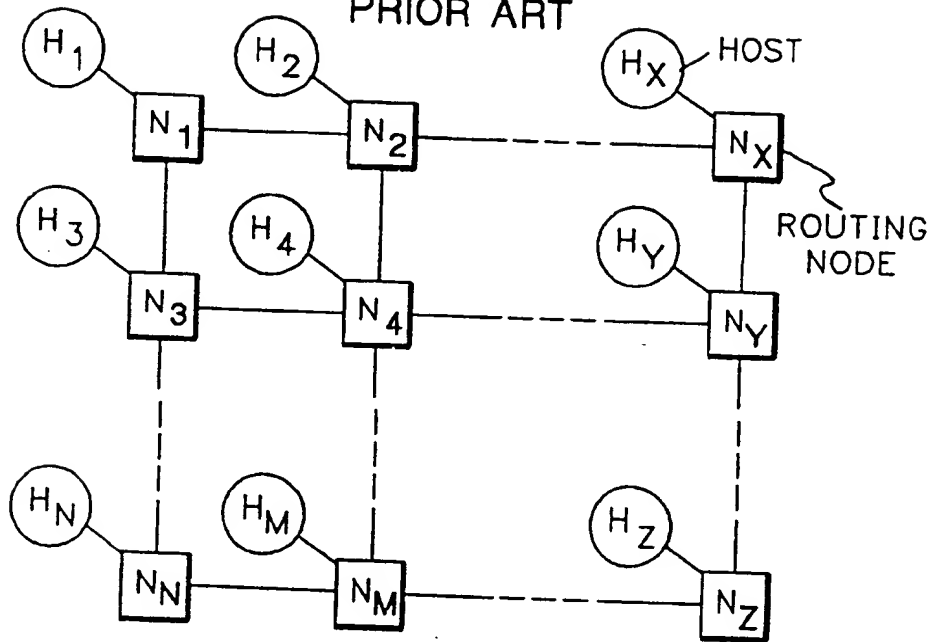 PRIOR ART
H1
H2
HX
HOST
N1
N2
NX
ROUTING
NODE
H3
H4
HY
N3
N4
NY
HN
HM
HZ
NN
NM
NZ